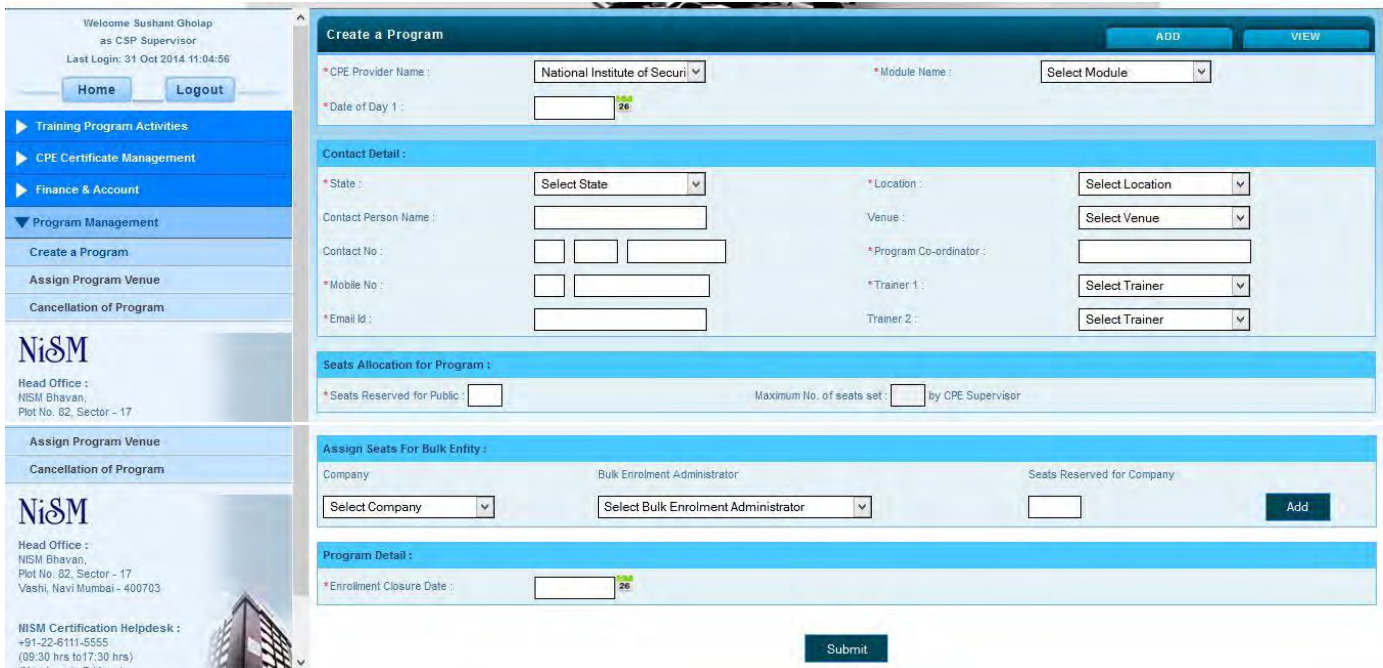 Welcome Sushant Gholap
as CSP Supervisor
Last Login: 31 Oct 2014 11:04:56
Home Logout
Training Program Activities
CPE Certificate Management
Finance & Account
Program Management
Create a Program
Assign Program Venue
Cancellation of Program
NiSM
Head Office :
NISM Bhavan,
Plot No. 82, Sector - 17
Create a Program ADD VIEW
*CPE Provider Name : National Institute of Securi *Module Name : Select Module
*Date of Day 1 : 26
Contact Detail :
*State : Select State *Location : Select Location
Contact Person Name : Venue : Select Venue
Contact No : *Program Co-ordinator :
*Mobile No : *Trainer 1 : Select Trainer
*Email Id : Trainer 2 : Select Trainer
Seats Allocation for Program :
*Seats Reserved for Public : Maximum No. of seats set : by CPE Supervisor
Assign Program Venue
Cancellation of Program
NiSM
Head Office :
NISM Bhavan,
Plot No. 82, Sector - 17
Vashi, Navi Mumbai - 400703
NISM Certification Helpdesk :
+91-22-6111-5555
(09:30 hrs to17:30 hrs)
Assign Seats For Bulk Entity :
Company Bulk Enrolment Administrator Seats Reserved for Company
Select Company Select Bulk Enrolment Administrator Add
Program Detail :
*Enrollment Closure Date : 26
Submit